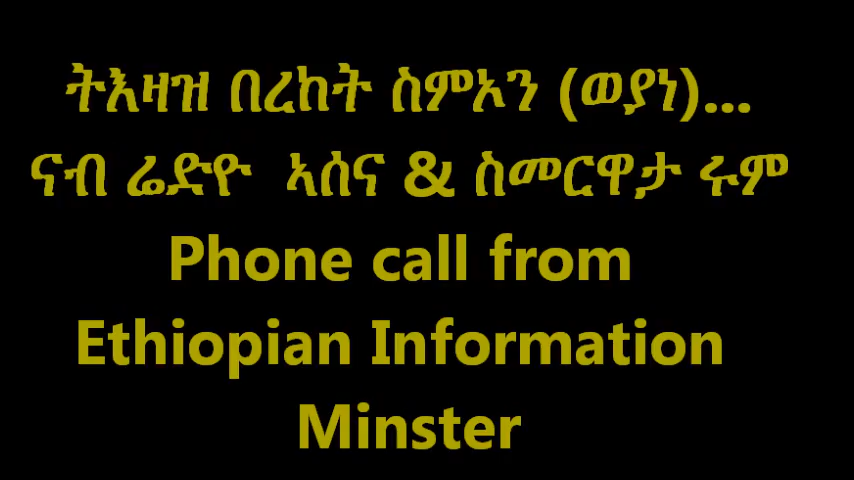 ትእዛዝ በረከት ስምኦን (ወያነ)...
ናብ ሬድዮ ኣሰና & ስመርዋታ ሩም
Phone call from
Ethiopian Information
Minster